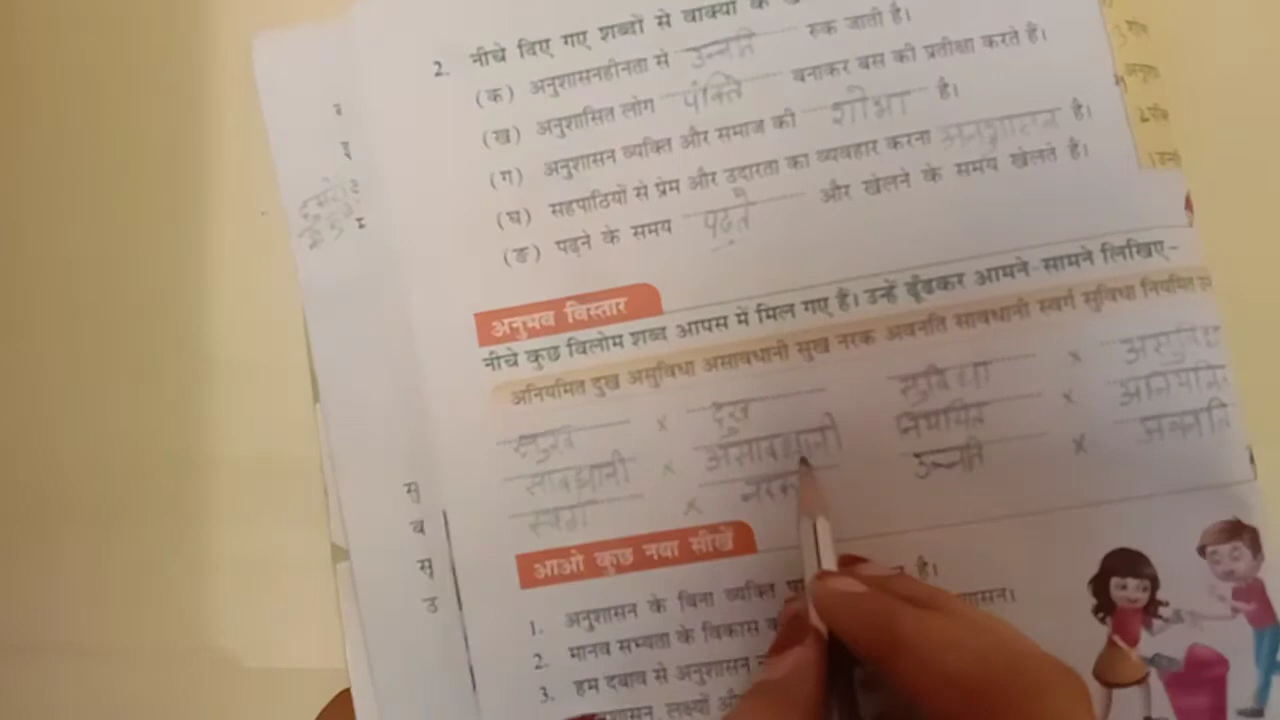 2. नीचे दिए गए शब्दों से वाक्यों के
(क) अनुशासनहीनता से उन्नति रुक जाती है।
(ख) अनुशासित लोग पंक्ति बनाकर बस की प्रतीक्षा करते हैं।
(ग) अनुशासन व्यक्ति और समाज की शोभा है।
(घ) सहपाठियों से प्रेम और उदारता का व्यवहार करना अनुशासन है।
(ङ) पढ़ने के समय पढ़ते और खेलने के समय खेलते हैं।
अनुभव विस्तार
नीचे कुछ विलोम शब्द आपस में मिल गए हैं। उन्हें ढूँढकर आमने-सामने लिखिए-
अनियमित दुख असुविधा असावधानी सुख नरक अवनति सावधानी स्वर्ग सुविधा नियमित
सुख x दुख सुविधा x असुविधा
सावधानी x असावधानी नियमित x अनियमित
स्वर्ग x नरक उन्नति x अवनति
आओ कुछ नया सीखें
1. अनुशासन के बिना व्यक्ति है।
2. मानव सभ्यता के विकास
3. हम दबाव से अनुशासन
लक्ष्यों